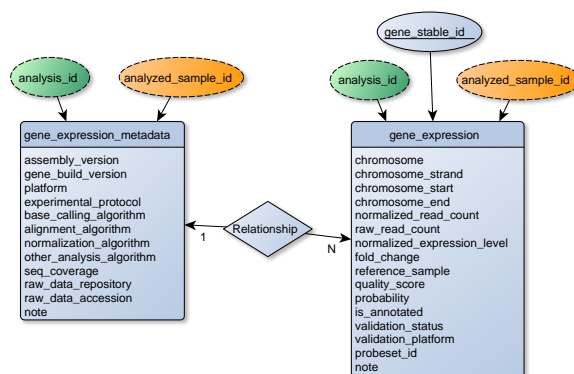 gene_stable_id
analysis_id
analyzed_sample_id
analysis_id
analyzed_sample_id
gene_expression_metadata
assembly_version
gene_build_version
platform
experimental_protocol
base_calling_algorithm
alignment_algorithm
normalization_algorithm
other_analysis_algorithm
seq_coverage
raw_data_repository
raw_data_accession
note
1
Relationship
N
gene_expression
chromosome
chromosome_strand
chromosome_start
chromosome_end
normalized_read_count
raw_read_count
normalized_expression_level
fold_change
reference_sample
quality_score
probability
is_annotated
validation_status
validation_platform
probeset_id
note